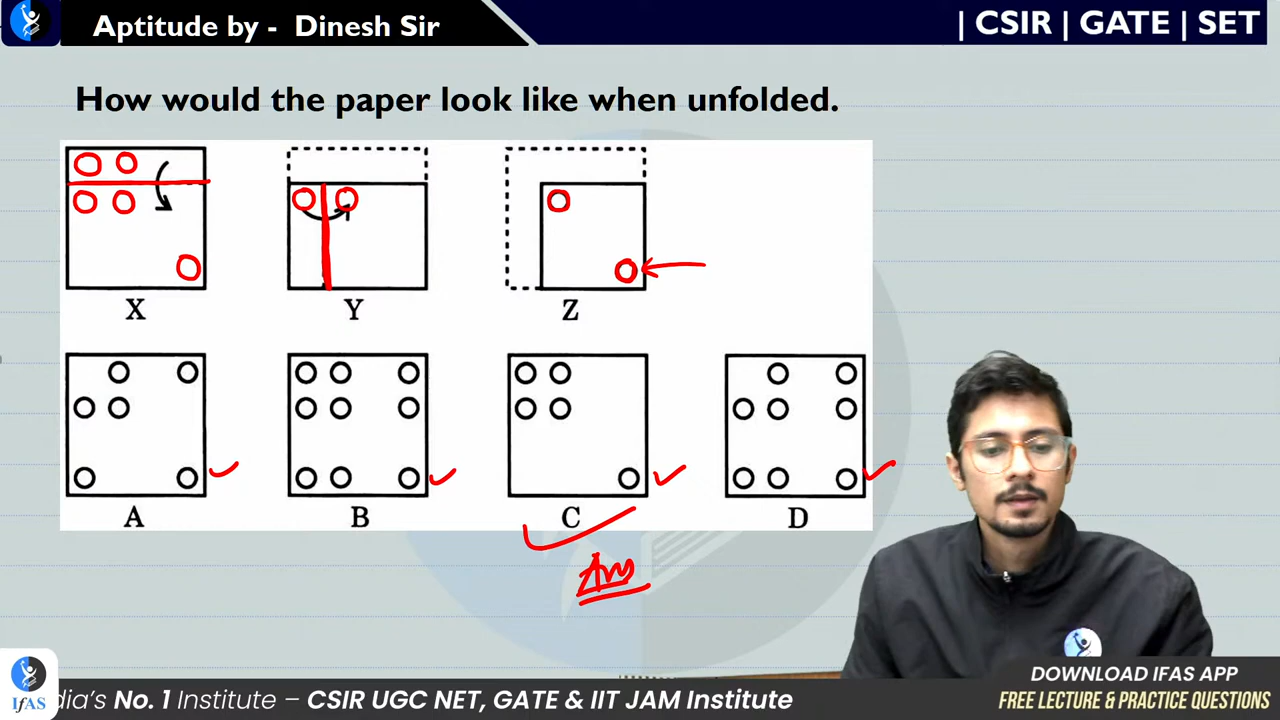 Aptitude by - Dinesh Sir
| CSIR | GATE | SET
How would the paper look like when unfolded.
X Y Z
A B C D
Ans
IfAS
dia's No. 1 Institute – CSIR UGC NET, GATE & IIT JAM Institute
DOWNLOAD IFAS APP
FREE LECTURE & PRACTICE QUESTIONS